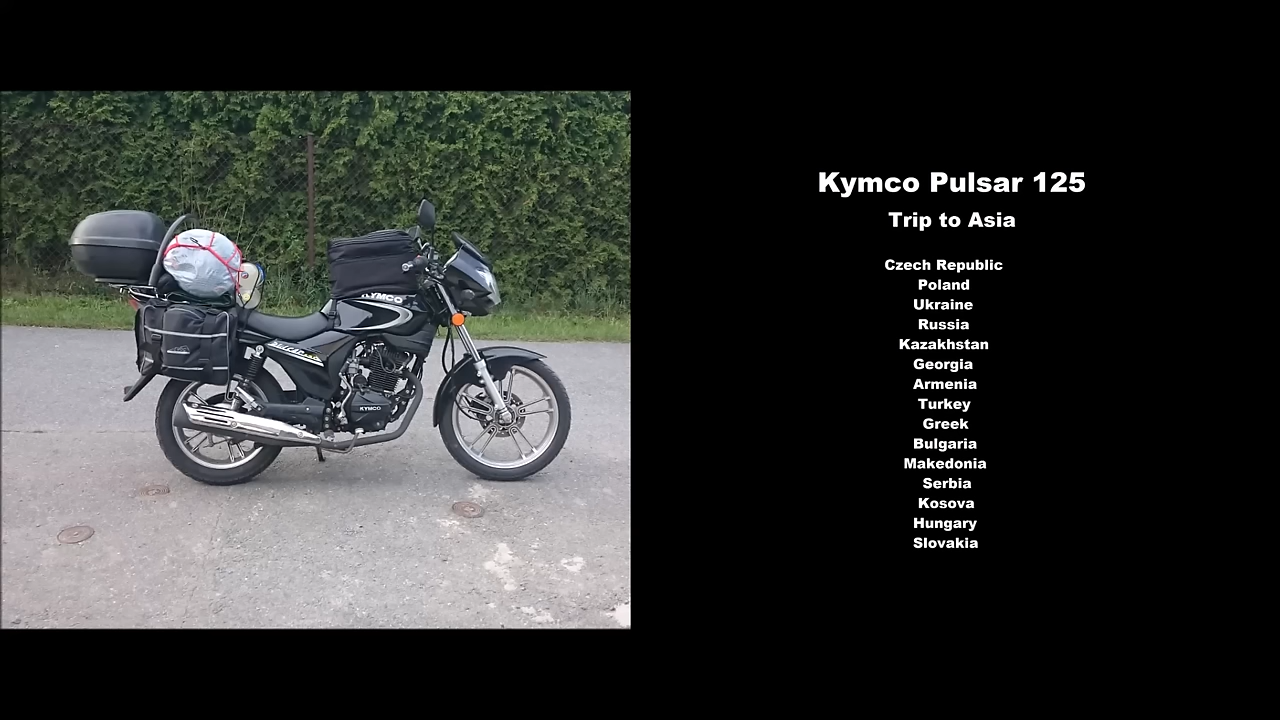 Kymco Pulsar 125
Trip to Asia
Czech Republic
Poland
Ukraine
Russia
Kazakhstan
Georgia
Armenia
Turkey
Greek
Bulgaria
Makedonia
Serbia
Kosova
Hungary
Slovakia
KYMCO
KYMCO